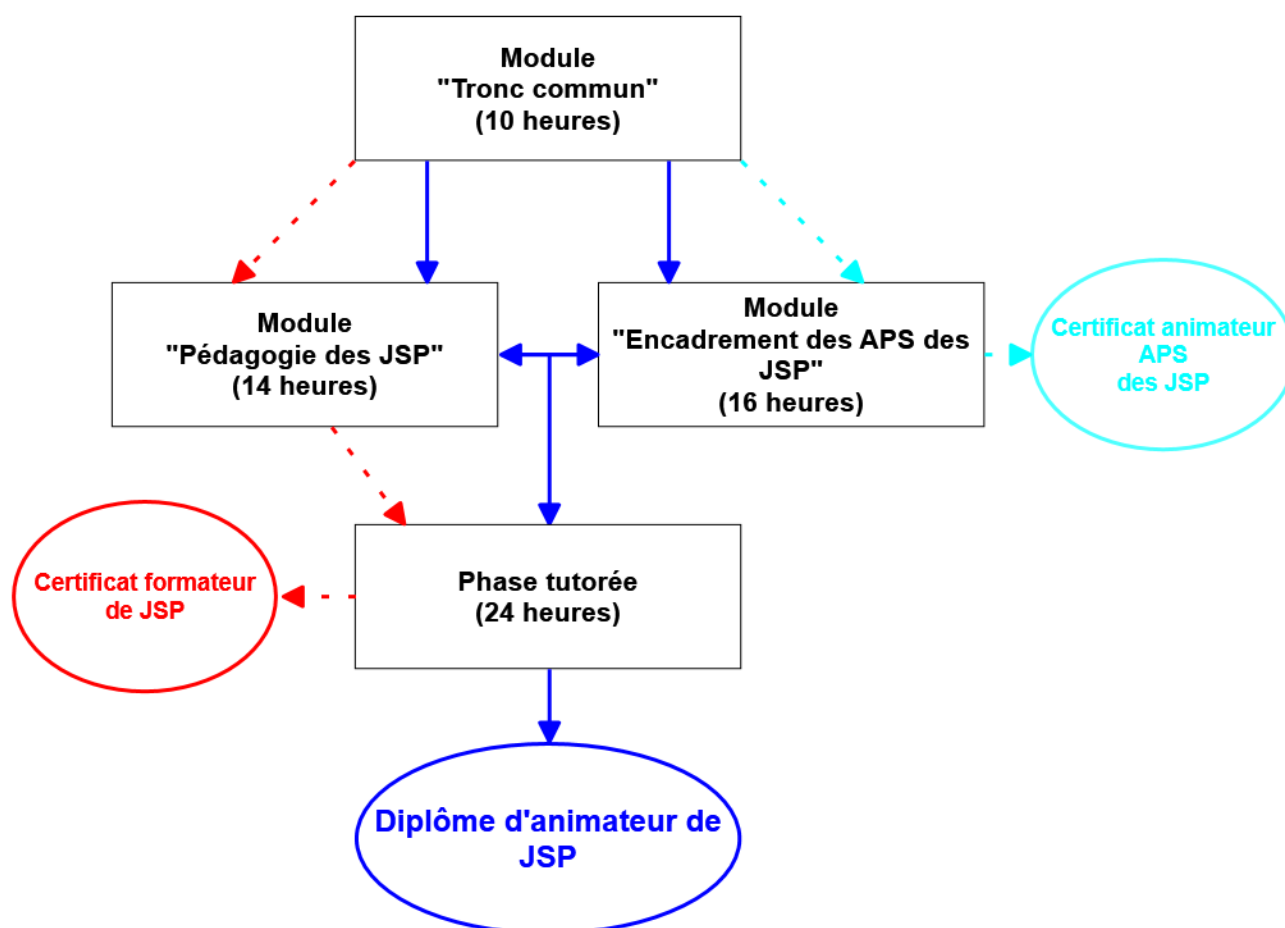 Module
"Tronc commun"
(10 heures)
Module
"Pédagogie des JSP"
(14 heures)
Module
"Encadrement des APS des
JSP"
(16 heures)
Certificat animateur
APS
des JSP
Certificat formateur
de JSP
Phase tutorée
(24 heures)
Diplôme d'animateur de
JSP